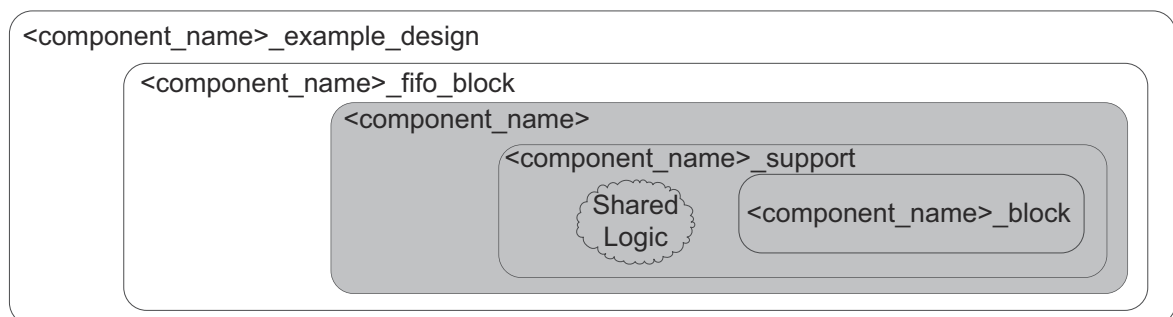 <component_name>_example_design
<component_name>_fifo_block
<component_name>
<component_name>_support
Shared
Logic
<component_name>_block